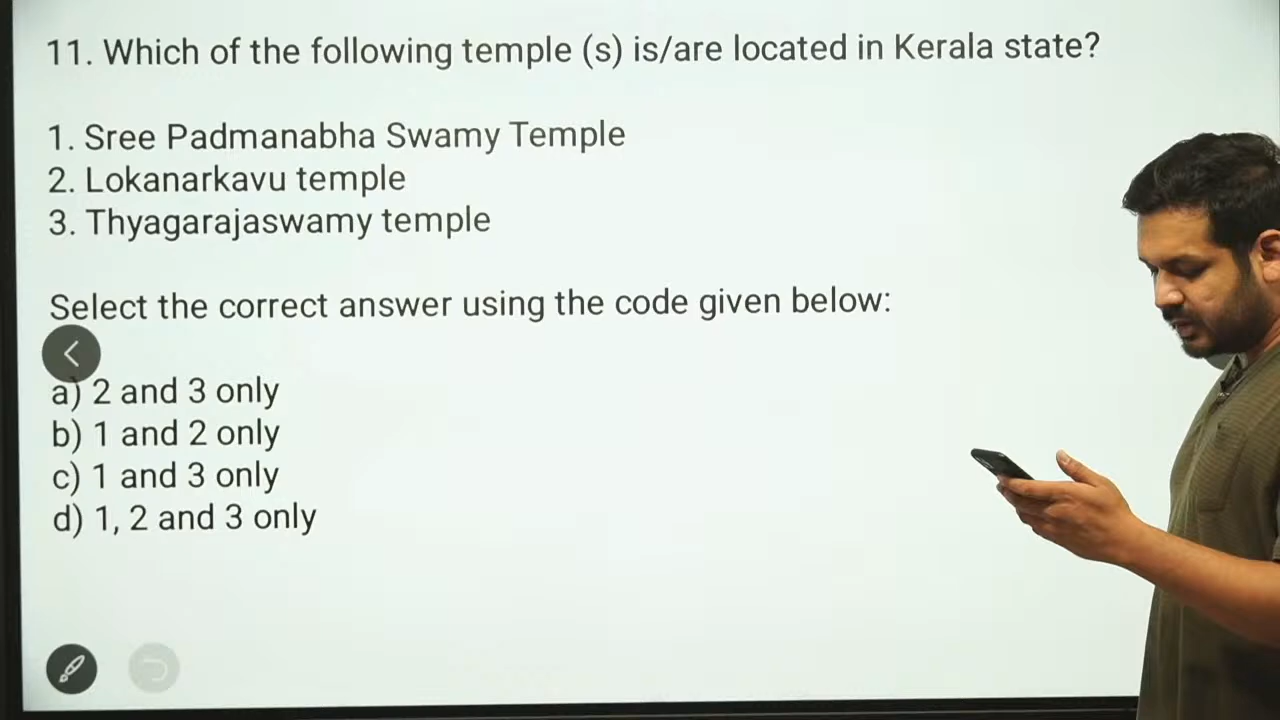 11. Which of the following temple (s) is/are located in Kerala state?
1. Sree Padmanabha Swamy Temple
2. Lokanarkavu temple
3. Thyagarajaswamy temple
Select the correct answer using the code given below:
a) 2 and 3 only
b) 1 and 2 only
c) 1 and 3 only
d) 1, 2 and 3 only